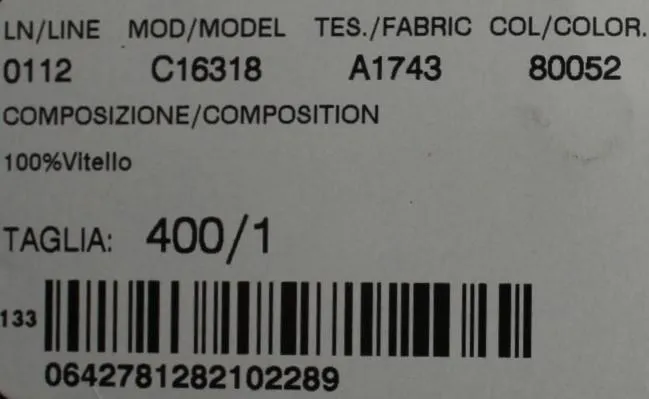 LN/LINE MOD/MODEL TES./FABRIC COL/COLOR.
0112 C16318 A1743 80052
COMPOSIZIONE/COMPOSITION
100%Vitello
TAGLIA: 400/1
133
0642781282102289